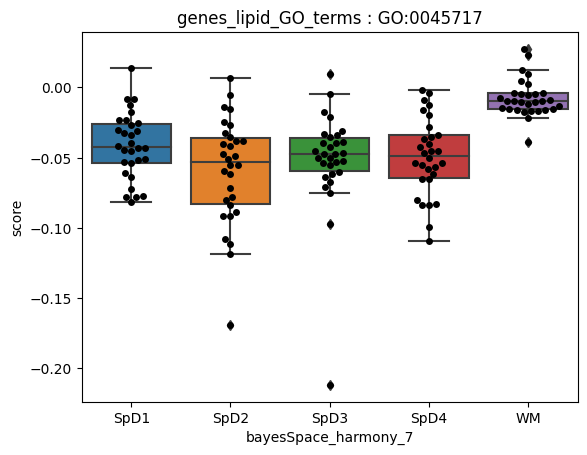 genes_lipid_GO_terms : GO:0045717
0.00
−0.05
−0.10
−0.15
−0.20
score
SpD1 SpD2 SpD3 SpD4 WM
bayesSpace_harmony_7